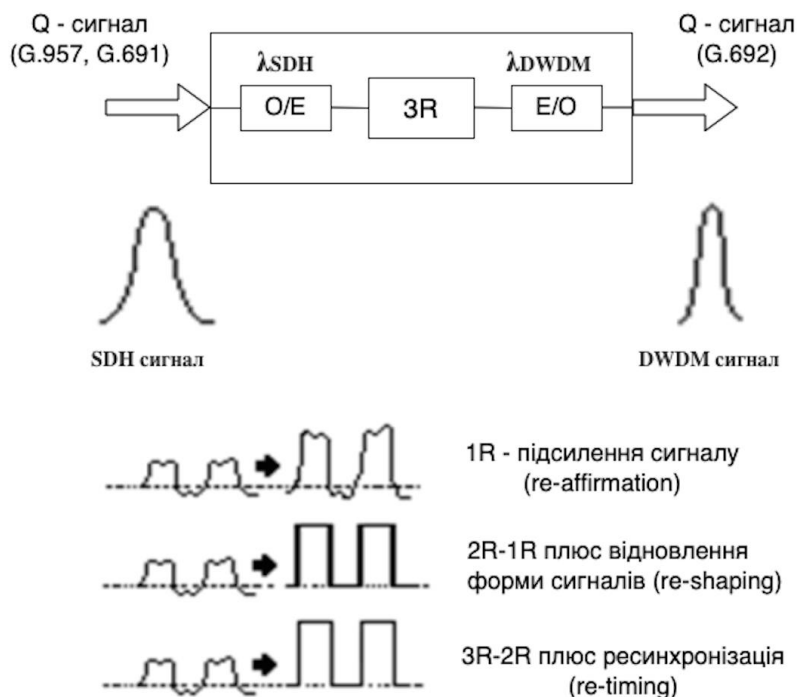 Q - сигнал
(G.957, G.691)
Q - сигнал
(G.692)
λSDH
λDWDM
O/E
3R
E/O
SDH сигнал
DWDM сигнал
1R - підсилення сигналу
(re-affirmation)
2R-1R плюс відновлення
форми сигналів (re-shaping)
3R-2R плюс ресинхронізація
(re-timing)